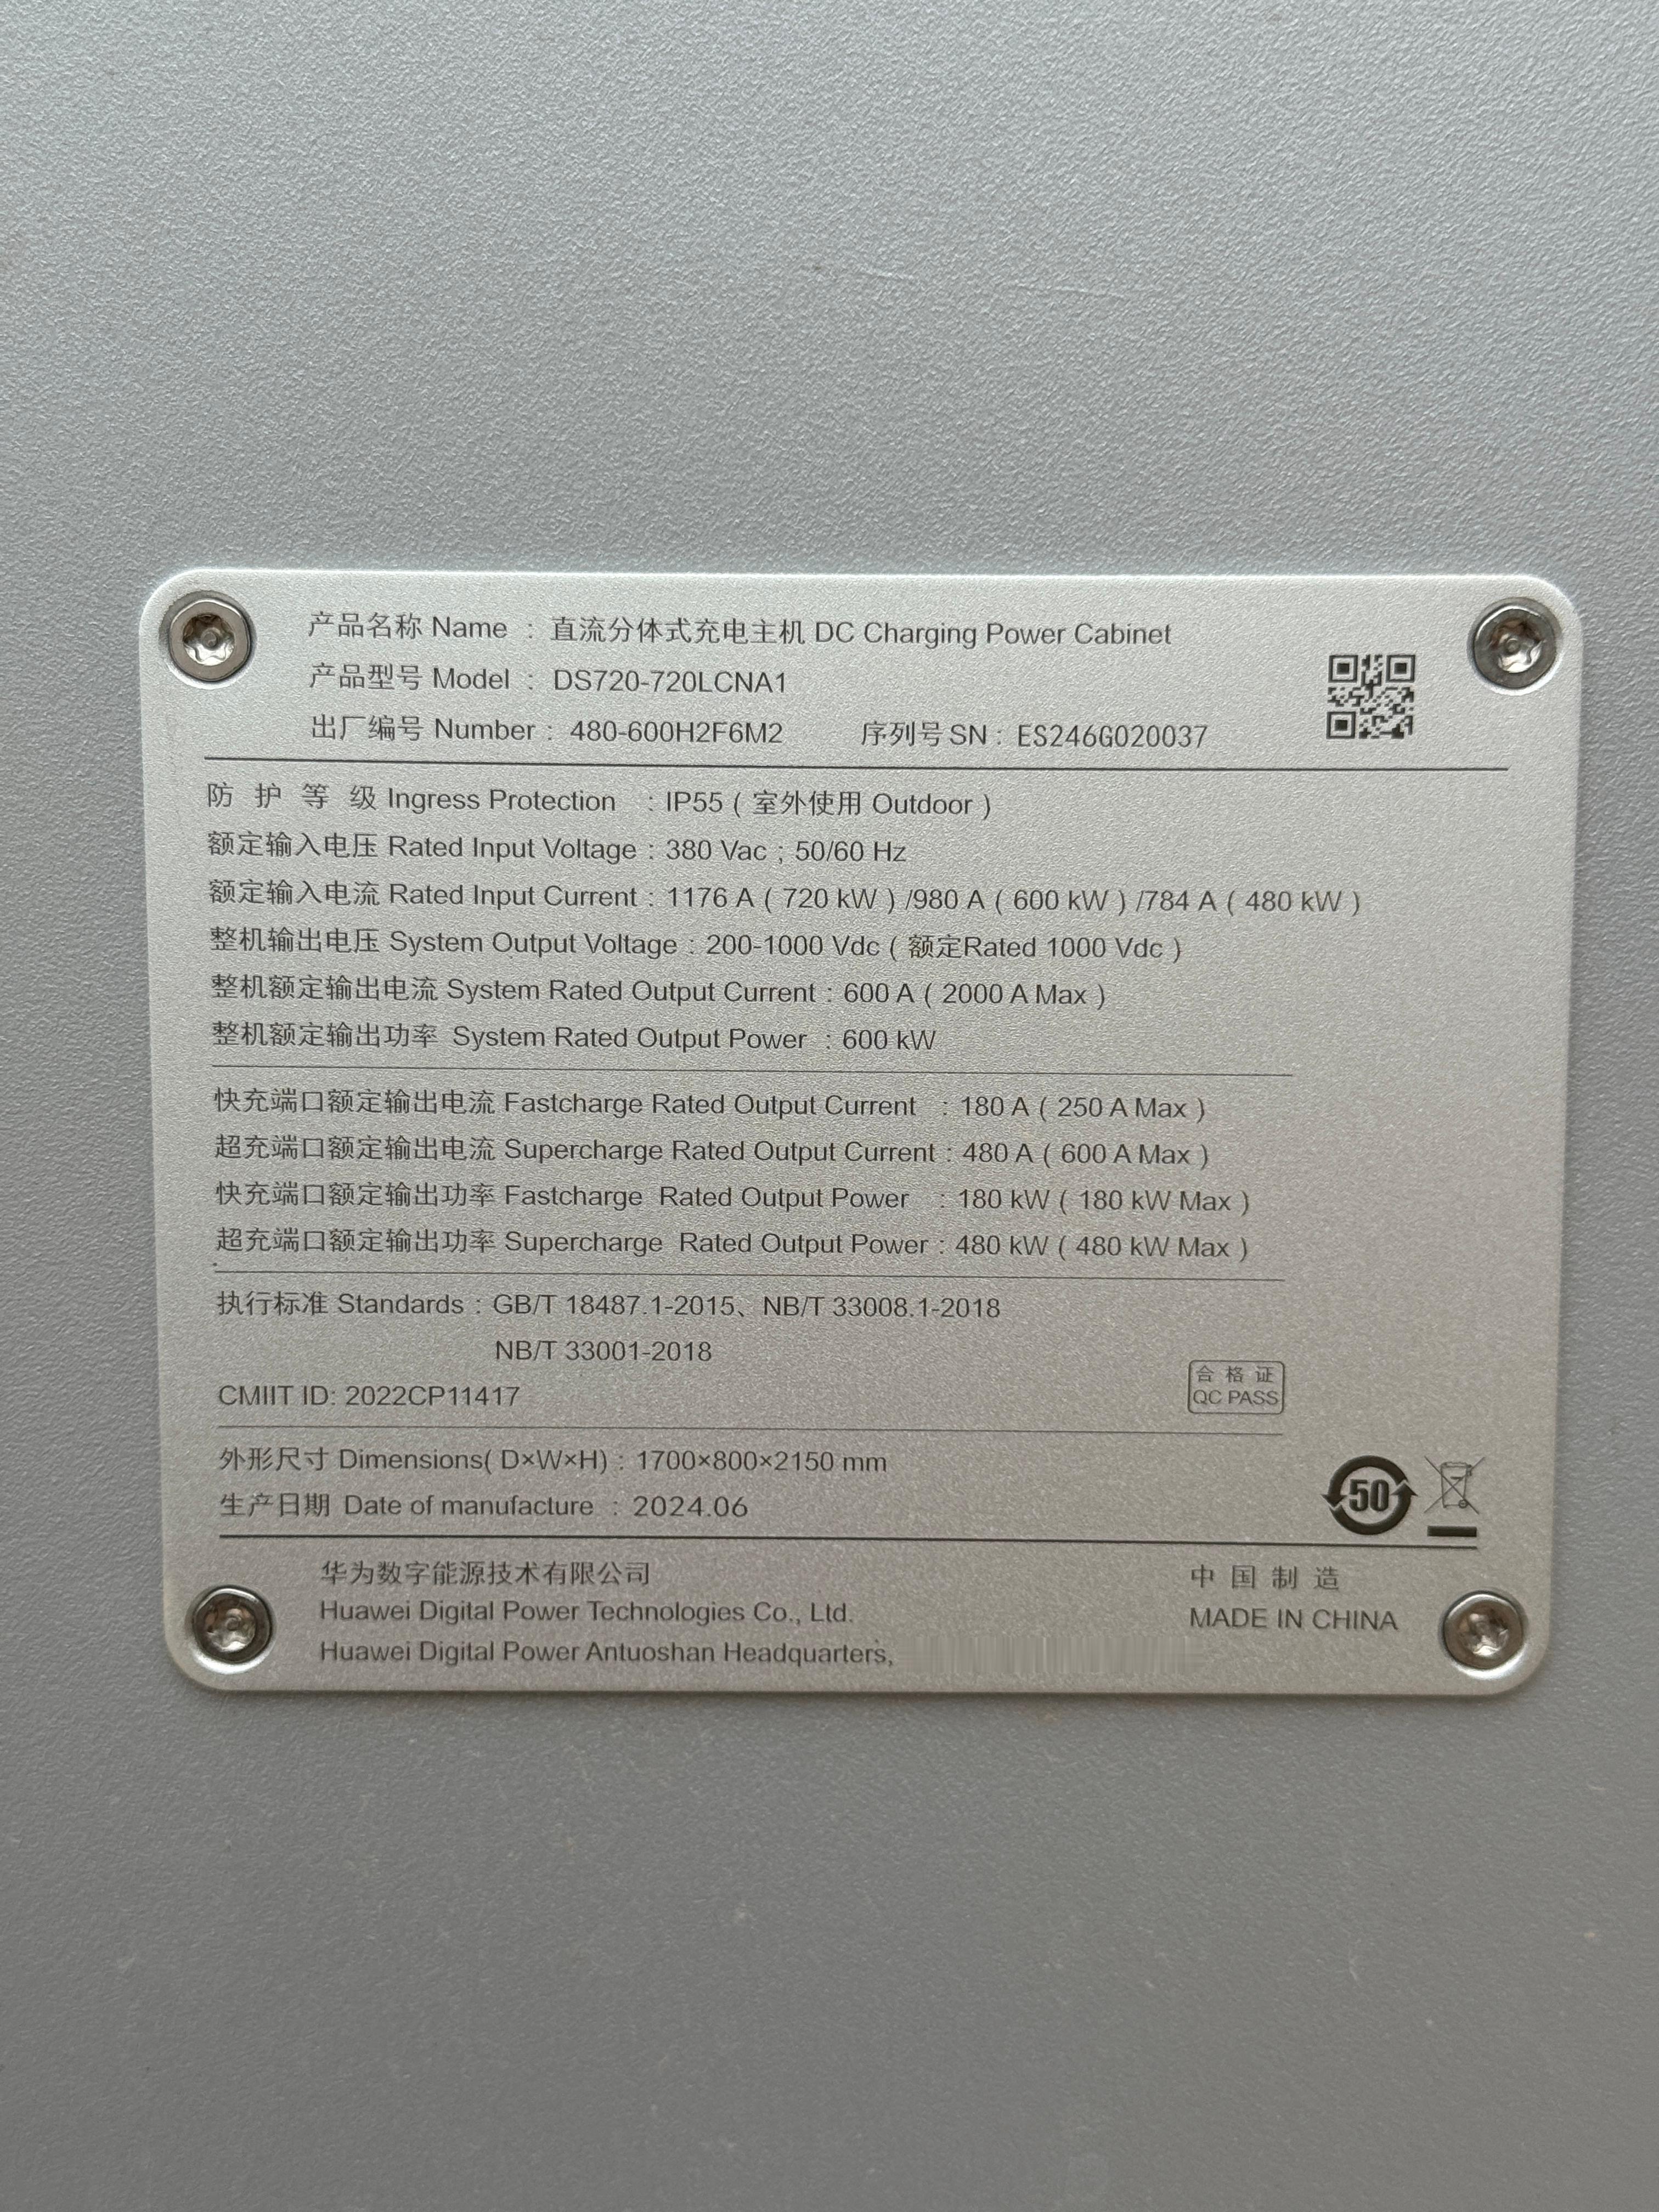 产品名称 Name : 直流分体式充电主机 DC Charging Power Cabinet
产品型号 Model : DS720-720LCNA1
出厂编号 Number : 480-600H2F6M2 序列号 SN : ES246G020037
防 护 等 级 Ingress Protection : IP55 ( 室外使用 Outdoor )
额定输入电压 Rated Input Voltage : 380 Vac ; 50/60 Hz
额定输入电流 Rated Input Current : 1176 A ( 720 kW ) /980 A ( 600 kW ) /784 A ( 480 kW )
整机输出电压 System Output Voltage : 200-1000 Vdc ( 额定Rated 1000 Vdc )
整机额定输出电流 System Rated Output Current : 600 A ( 2000 A Max )
整机额定输出功率 System Rated Output Power : 600 kW
快充端口额定输出电流 Fastcharge Rated Output Current : 180 A ( 250 A Max )
超充端口额定输出电流 Supercharge Rated Output Current : 480 A ( 600 A Max )
快充端口额定输出功率 Fastcharge Rated Output Power : 180 kW ( 180 kW Max )
超充端口额定输出功率 Supercharge Rated Output Power : 480 kW ( 480 kW Max )
执行标准 Standards : GB/T 18487.1-2015、NB/T 33008.1-2018
NB/T 33001-2018
CMIIT ID: 2022CP11417
合 格 证
QC PASS
外形尺寸 Dimensions( D×W×H) : 1700×800×2150 mm
生产日期 Date of manufacture : 2024.06
50
华为数字能源技术有限公司
Huawei Digital Power Technologies Co., Ltd.
Huawei Digital Power Antuoshan Headquarters,
中 国 制 造
MADE IN CHINA